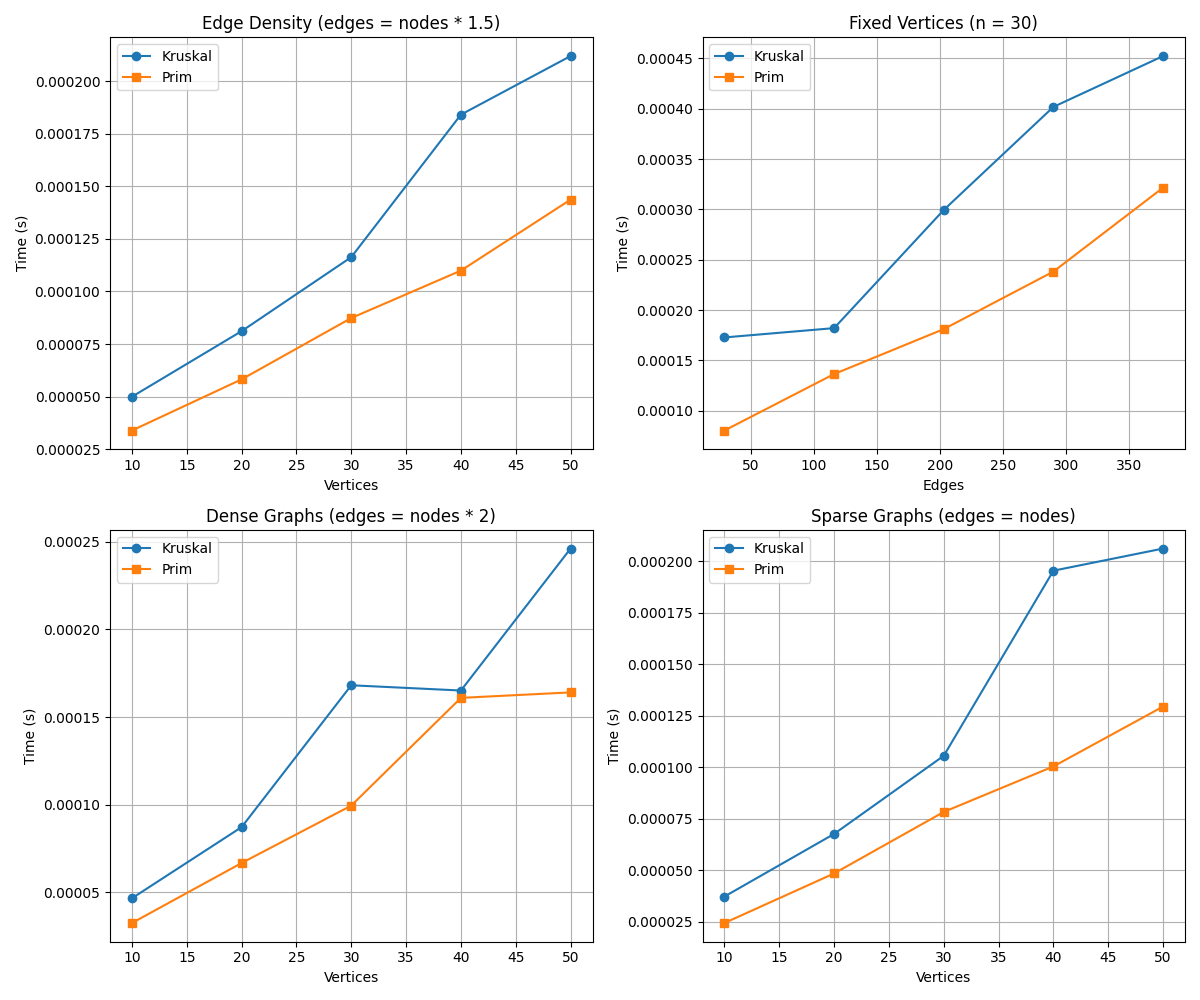 Edge Density (edges = nodes * 1.5)
Kruskal
Prim
0.000200
0.000175
0.000150
0.000125
0.000100
0.000075
0.000050
0.000025
Time (s)
10 15 20 25 30 35 40 45 50
Vertices
Fixed Vertices (n = 30)
Kruskal
Prim
0.00045
0.00040
0.00035
0.00030
0.00025
0.00020
0.00015
0.00010
Time (s)
50 100 150 200 250 300 350
Edges
Dense Graphs (edges = nodes * 2)
Kruskal
Prim
0.00025
0.00020
0.00015
0.00010
0.00005
Time (s)
10 15 20 25 30 35 40 45 50
Vertices
Sparse Graphs (edges = nodes)
Kruskal
Prim
0.000200
0.000175
0.000150
0.000125
0.000100
0.000075
0.000050
0.000025
Time (s)
10 15 20 25 30 35 40 45 50
Vertices